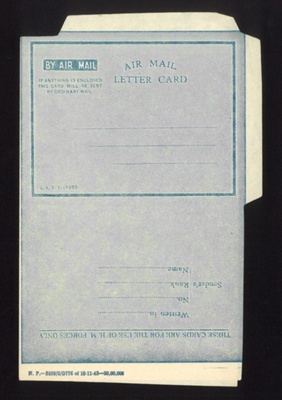 BY AIR MAIL
AIR MAIL
LETTER CARD
IF ANYTHING IS ENCLOSED
THIS CARD WILL BE SENT
BY ORDINARY MAIL
THESE CARDS ARE FOR THE USE OF H. M. FORCES ONLY
Written in
No.
Sender's Rank
Name